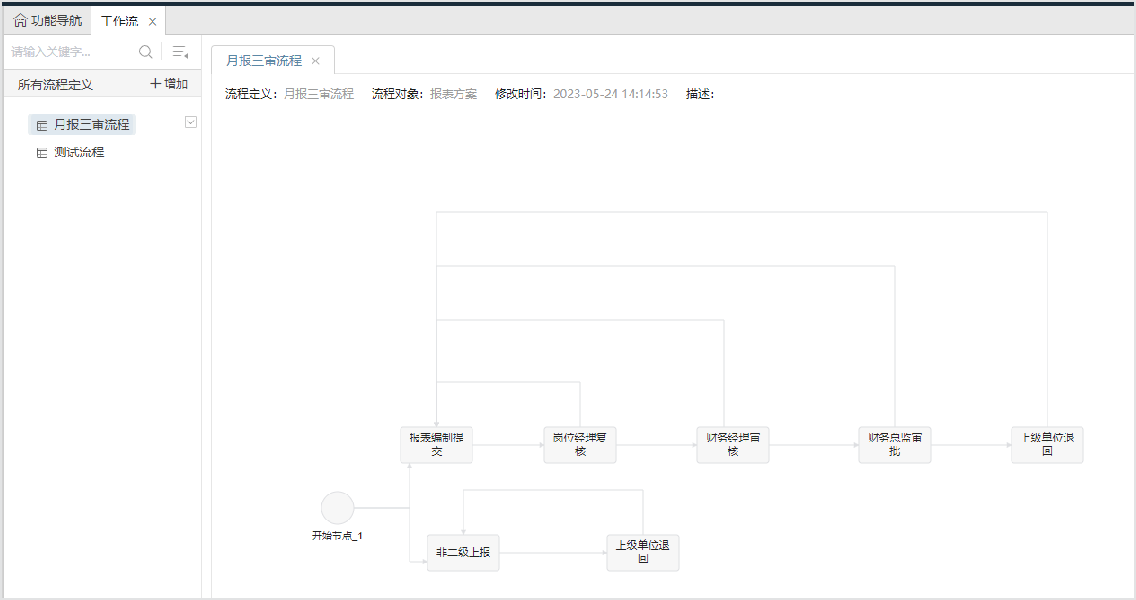 功能导航 工作流
请输入关键字...
所有流程定义 增加
月报三审流程
测试流程
月报三审流程
流程定义: 月报三审流程 流程对象: 报表方案 修改时间: 2023-05-24 14:14:53 描述:
报表编制提
交
岗位经理复
核
财务经理审
核
财务总监审
批
上级单位退
回
开始节点_1
非二级上报
上级单位退
回